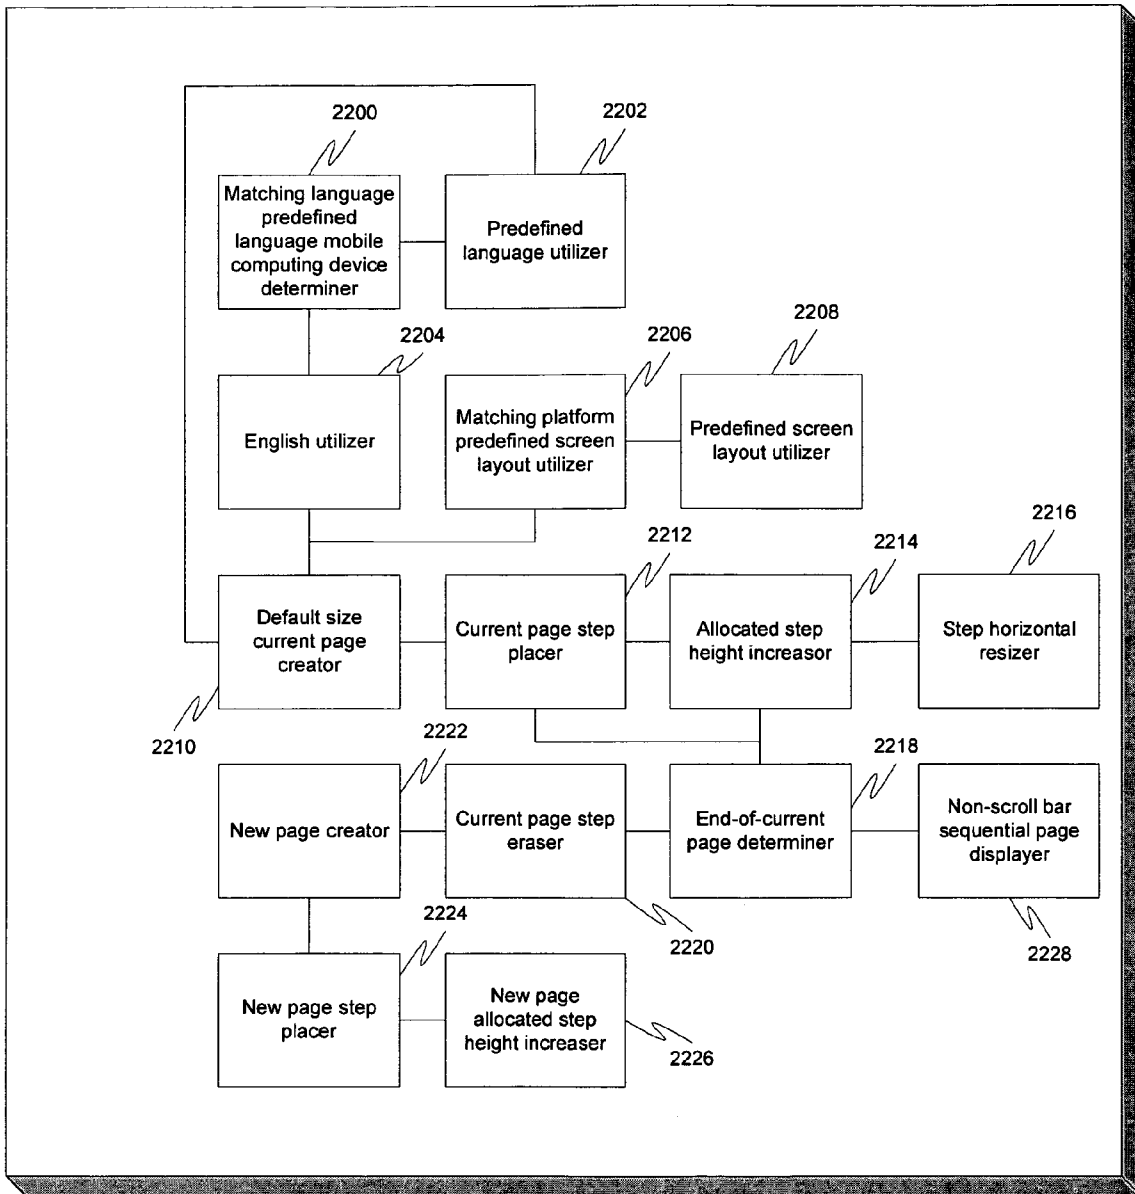 2200
2202
Matching language
predefined
language mobile
computing device
determiner
Predefined
language utilizer
2204
2206
2208
English utilizer
Matching platform
predefined screen
layout utilizer
Predefined screen
layout utilizer
2212
2214
2216
Default size
current page
creator
Current page step
placer
Allocated step
height increasor
Step horizontal
resizer
2210
2222
2218
New page creator
Current page step
eraser
End-of-current
page determiner
Non-scroll bar
sequential page
displayer
2224
2220
2228
New page step
placer
New page
allocated step
height increaser
2226